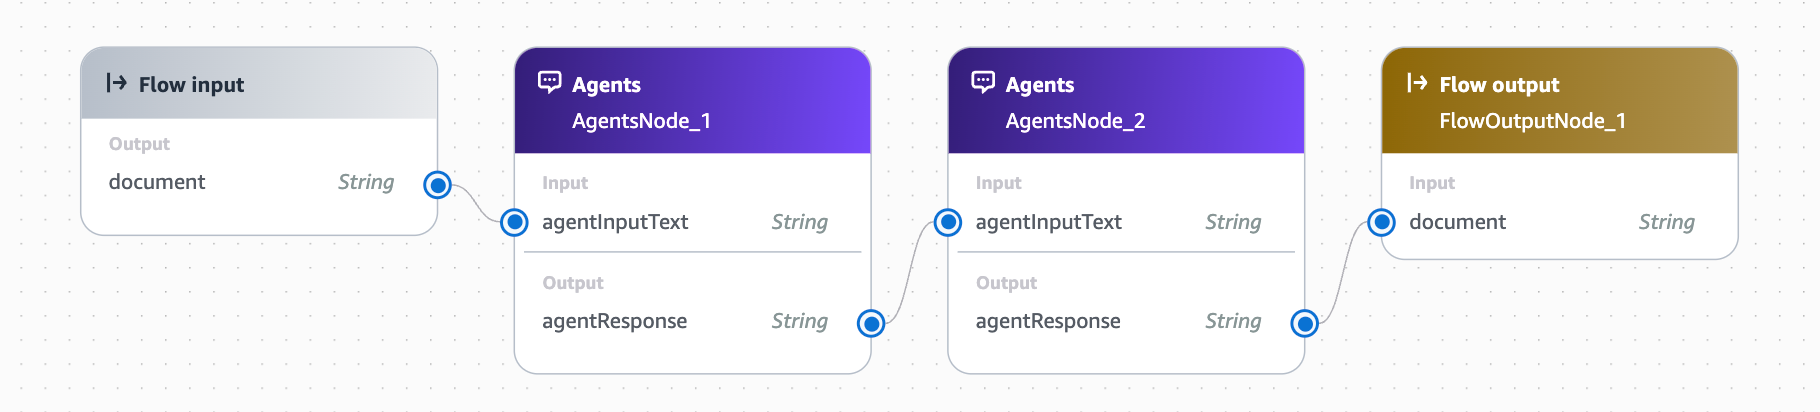 Flow input
Output
document String
Agents
AgentsNode_1
Input
agentInputText String
Output
agentResponse String
Agents
AgentsNode_2
Input
agentInputText String
Output
agentResponse String
Flow output
FlowOutputNode_1
Input
document String